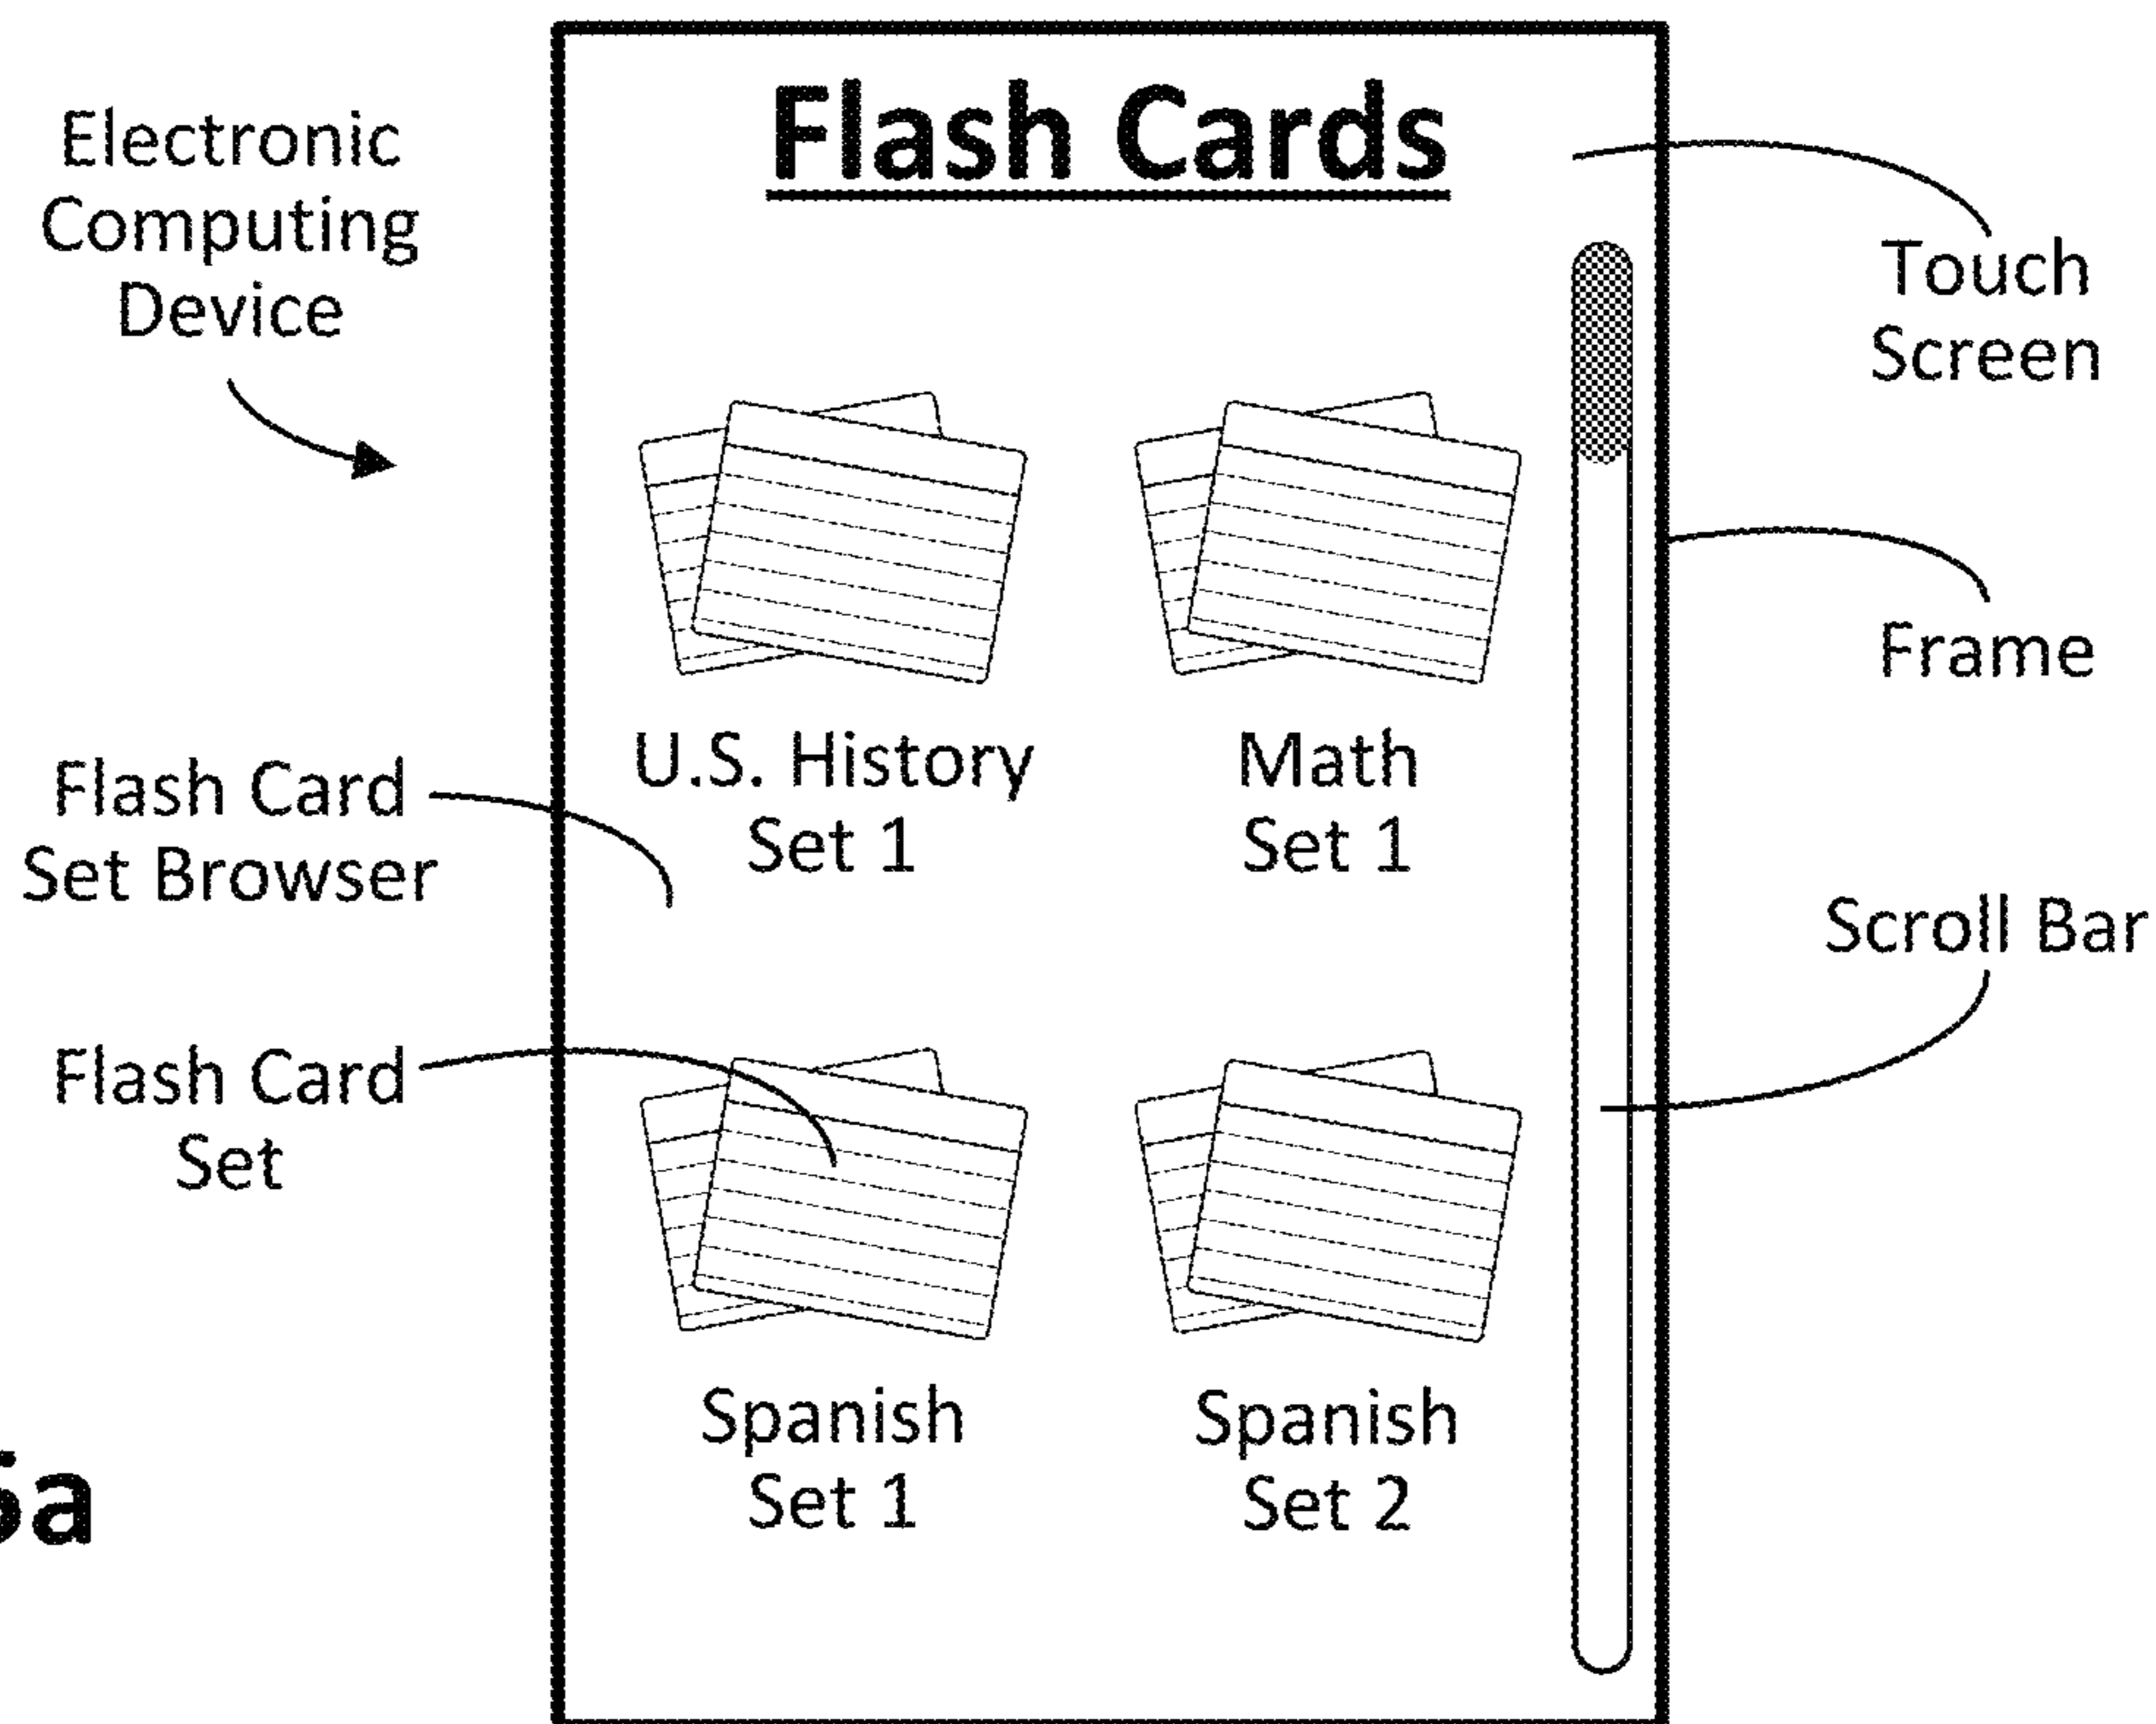 Flash Cards
Electronic
Computing
Device
Touch
Screen
Frame
U.S. History
Set 1
Math
Set 1
Flash Card
Set Browser
Scroll Bar
Flash Card
Set
Spanish
Set 1
Spanish
Set 2